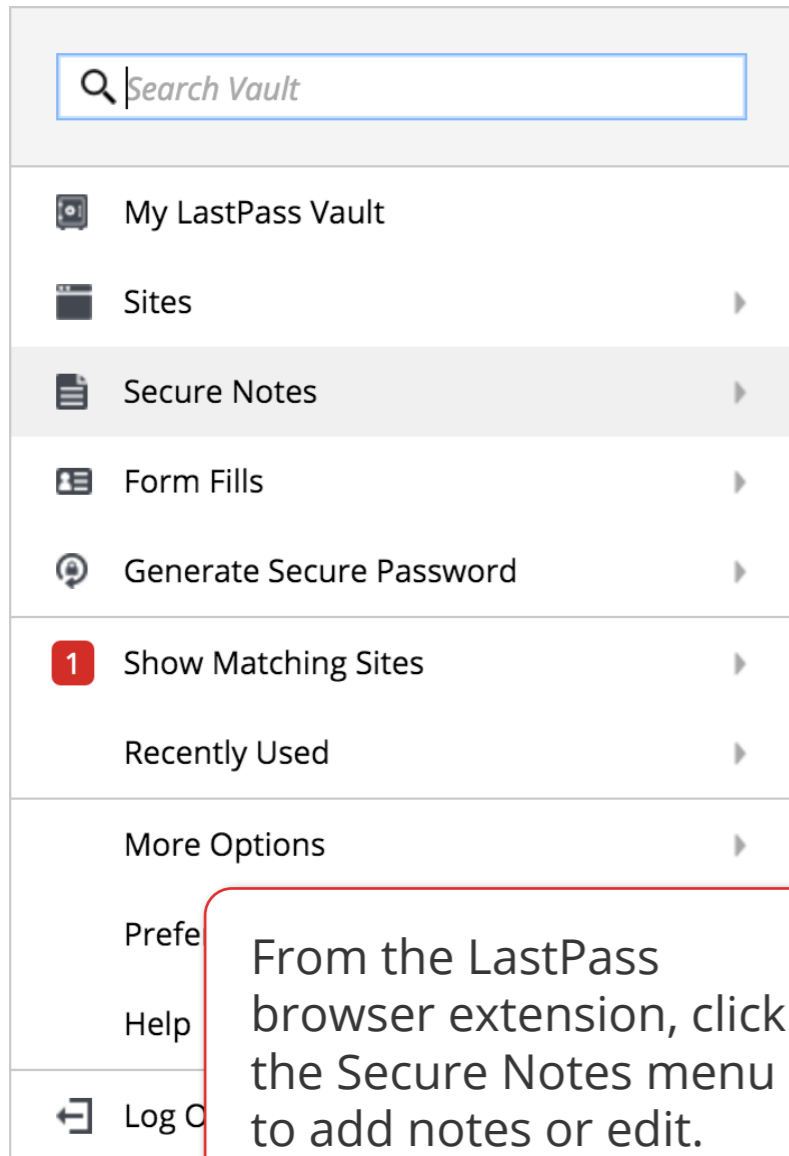 Search Vault
My LastPass Vault
Sites
Secure Notes
Form Fills
Generate Secure Password
1 Show Matching Sites
Recently Used
More Options
Prefe
Help
Log O
From the LastPass
browser extension, click
the Secure Notes menu
to add notes or edit.